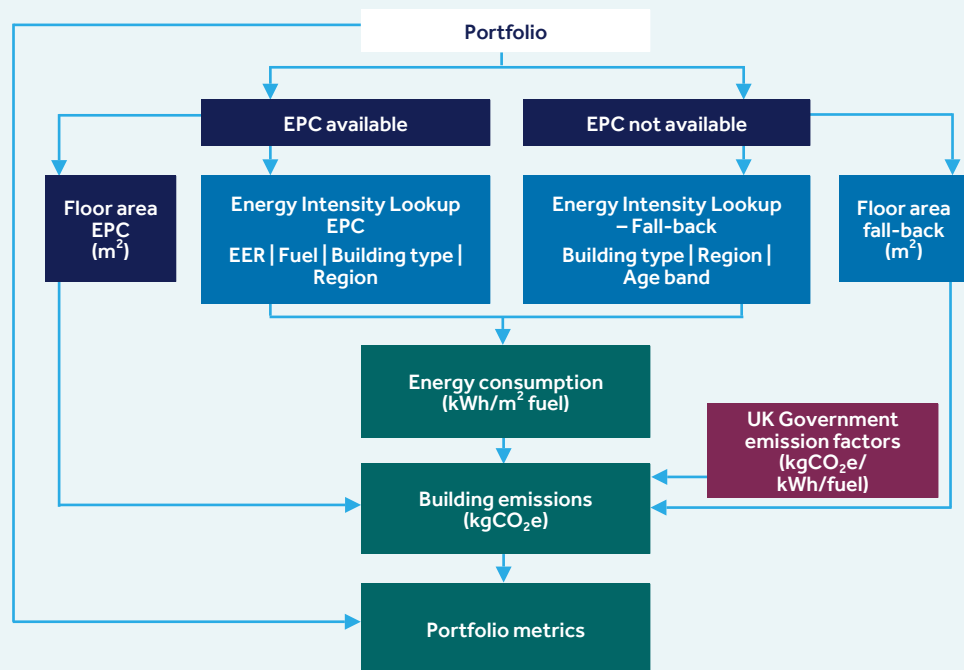 Portfolio
EPC available
EPC not available
Floor area
EPC
(m²)
Energy Intensity Lookup
EPC
EER | Fuel | Building type |
Region
Energy Intensity Lookup
– Fall-back
Building type | Region |
Age band
Floor area
fall-back
(m²)
Energy consumption
(kWh/m² fuel)
UK Government
emission factors
(kgCO₂e/
kWh/fuel)
Building emissions
(kgCO₂e)
Portfolio metrics